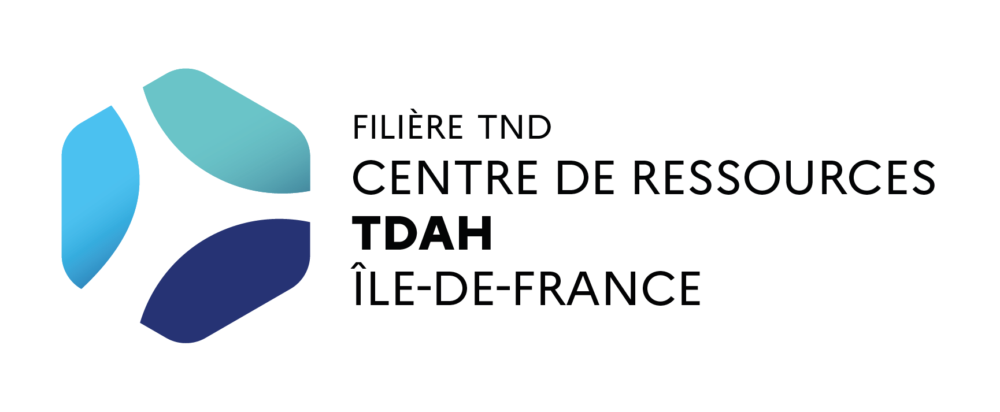 FILIÈRE TND
CENTRE DE RESSOURCES
TDAH
ÎLE-DE-FRANCE